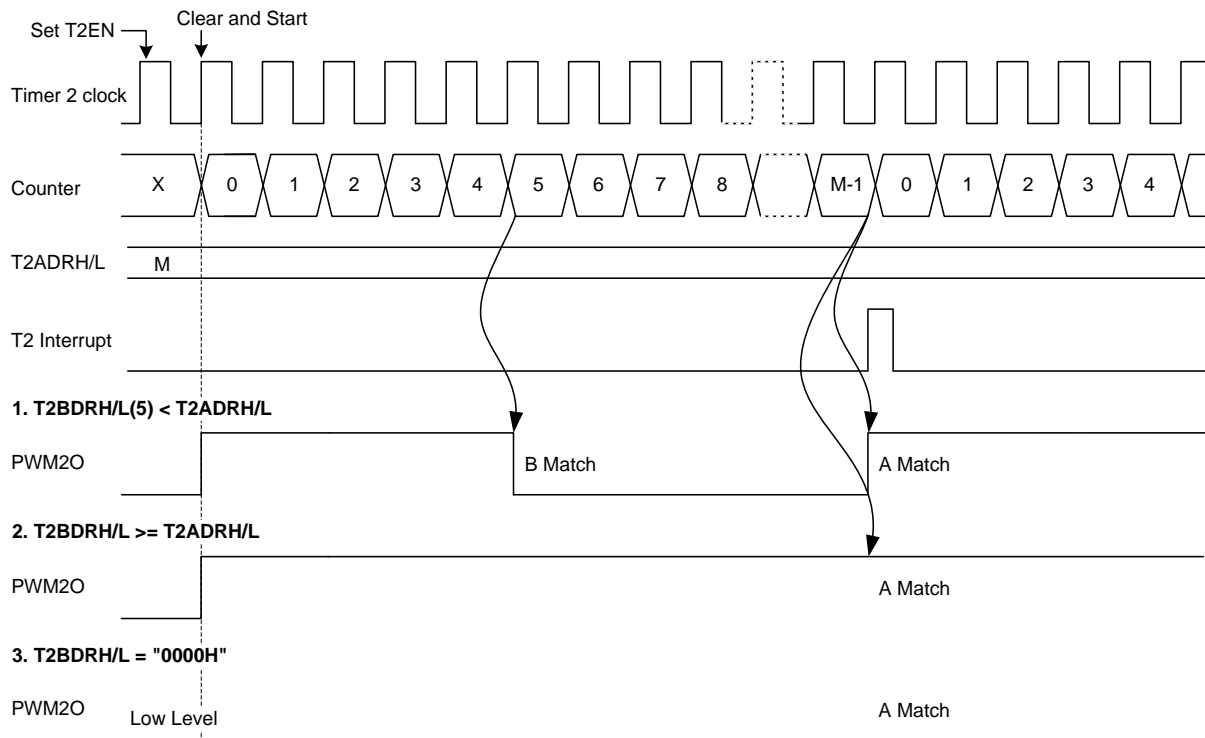 Clear and Start
Set T2EN
Timer 2 clock
Counter X 0 1 2 3 4 5 6 7 8 M-1 0 1 2 3 4
T2ADRH/L M
T2 Interrupt
1. T2BDRH/L(5) < T2ADRH/L
PWM2O B Match A Match
2. T2BDRH/L >= T2ADRH/L
PWM2O A Match
3. T2BDRH/L = "0000H"
PWM2O Low Level A Match